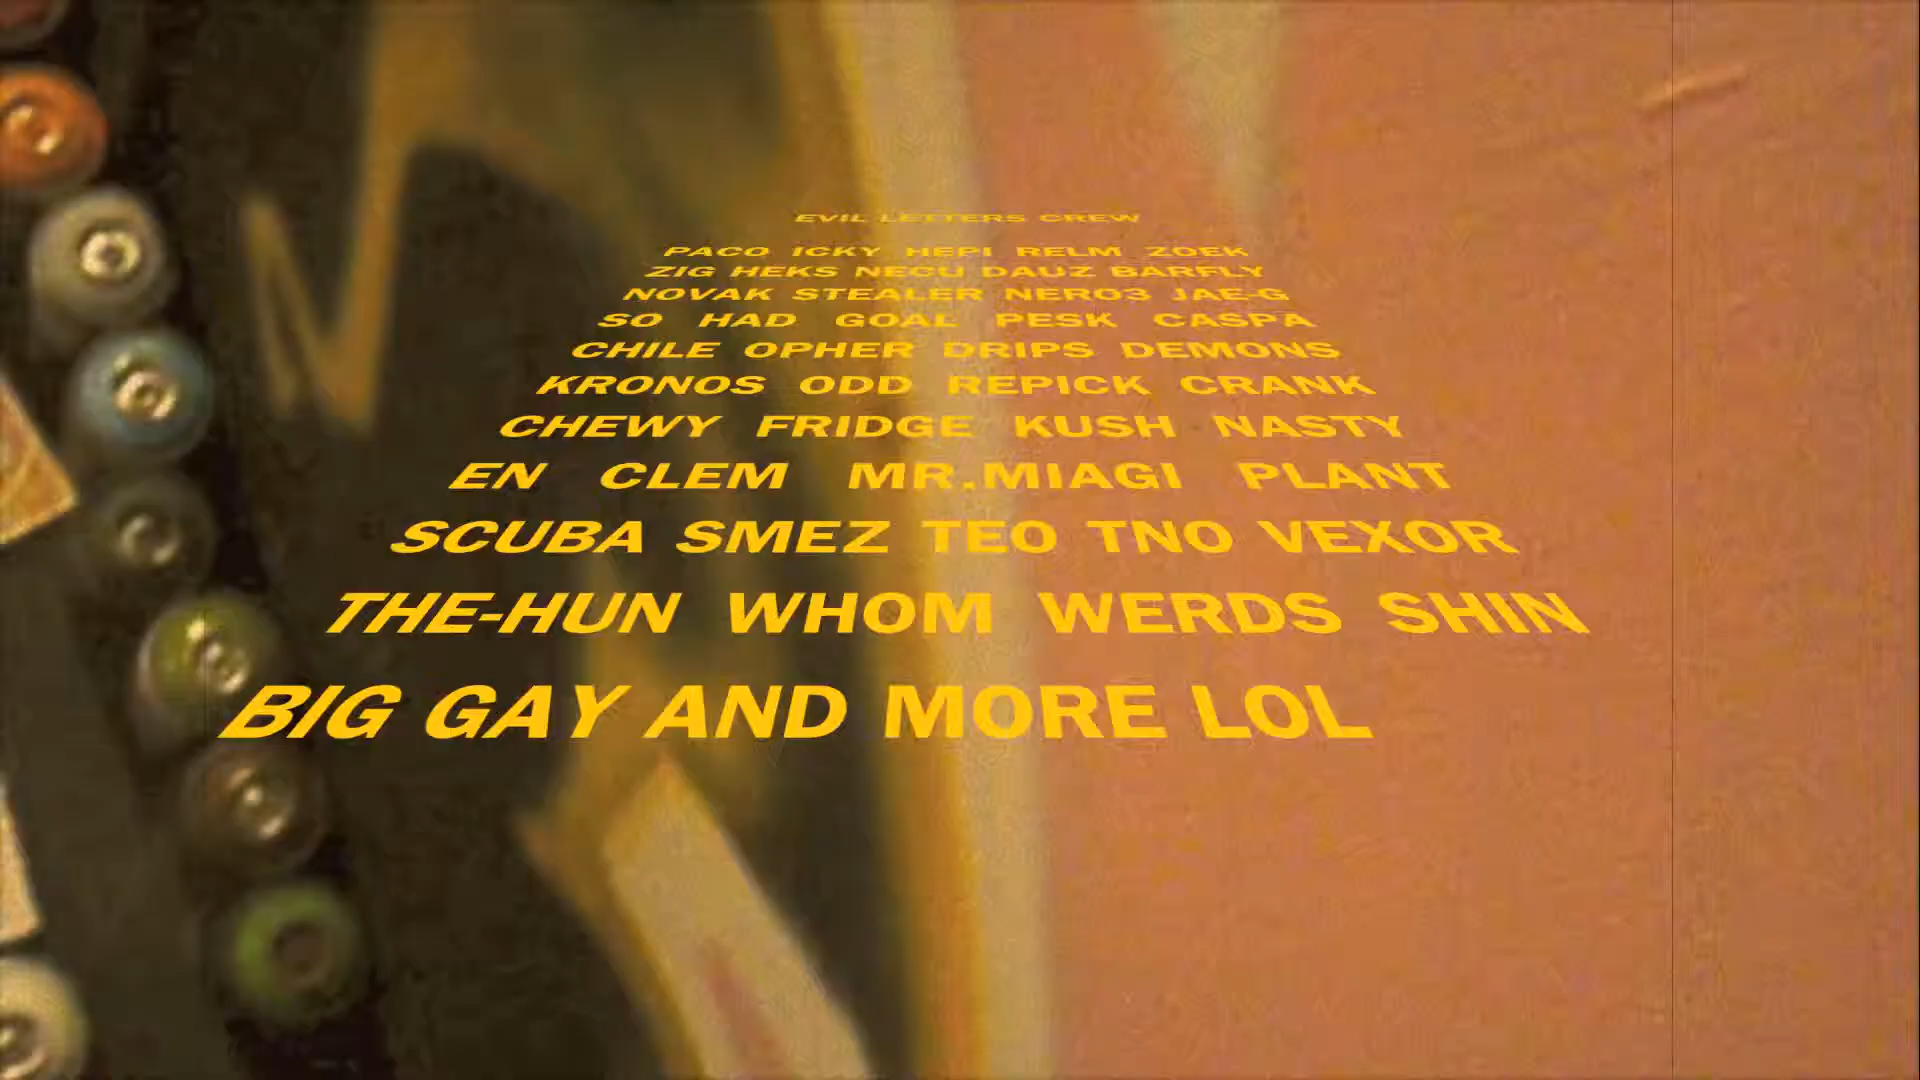 EVIL LETTERS CREW
PACO ICKY HEPI RELM ZOEK
ZIG HEKS NECU DAUZ BARFLY
NOVAK STEALER NERO3 JAE-G
SO HAD GOAL PESK CASPA
CHILE OPHER DRIPS DEMONS
KRONOS ODD REPICK CRANK
CHEWY FRIDGE KUSH NASTY
EN CLEM MR.MIAGI PLANT
SCUBA SMEZ TEO TNO VEXOR
THE-HUN WHOM WERDS SHIN
BIG GAY AND MORE LOL